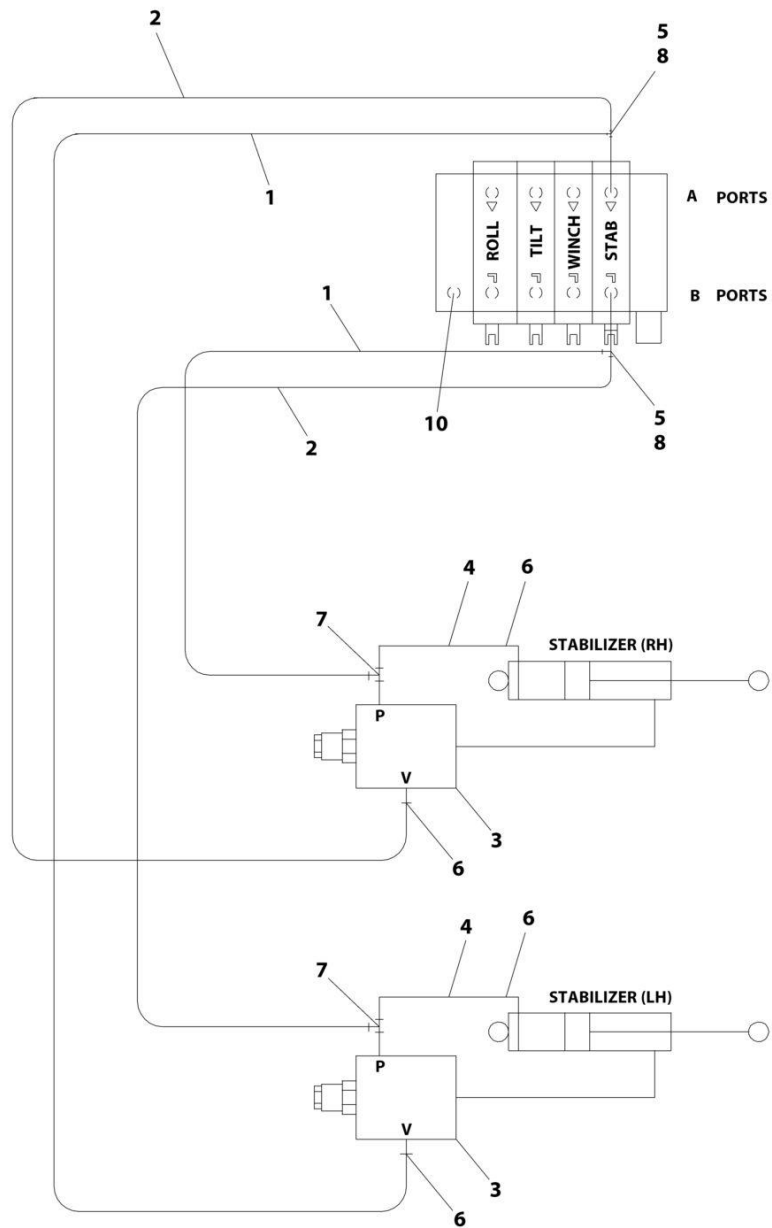 2
5
8
1
A PORTS
ROLL
TILT
WINCH
STAB
1
B PORTS
10
2
5
8
4
6
7
STABILIZER (RH)
P
V
3
6
4
6
7
STABILIZER (LH)
P
V
3
6